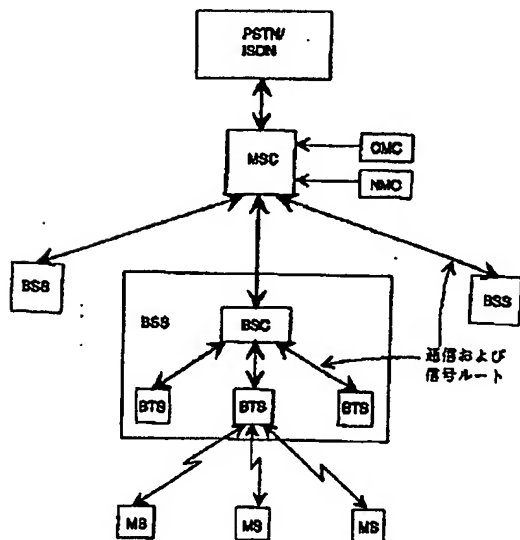 PSTN/
ISDN
MSC
OMC
NMC
BSS
BSS
BSS
BSC
通信および
信号ルート
BTS
BTS
BTS
MS
MS
MS